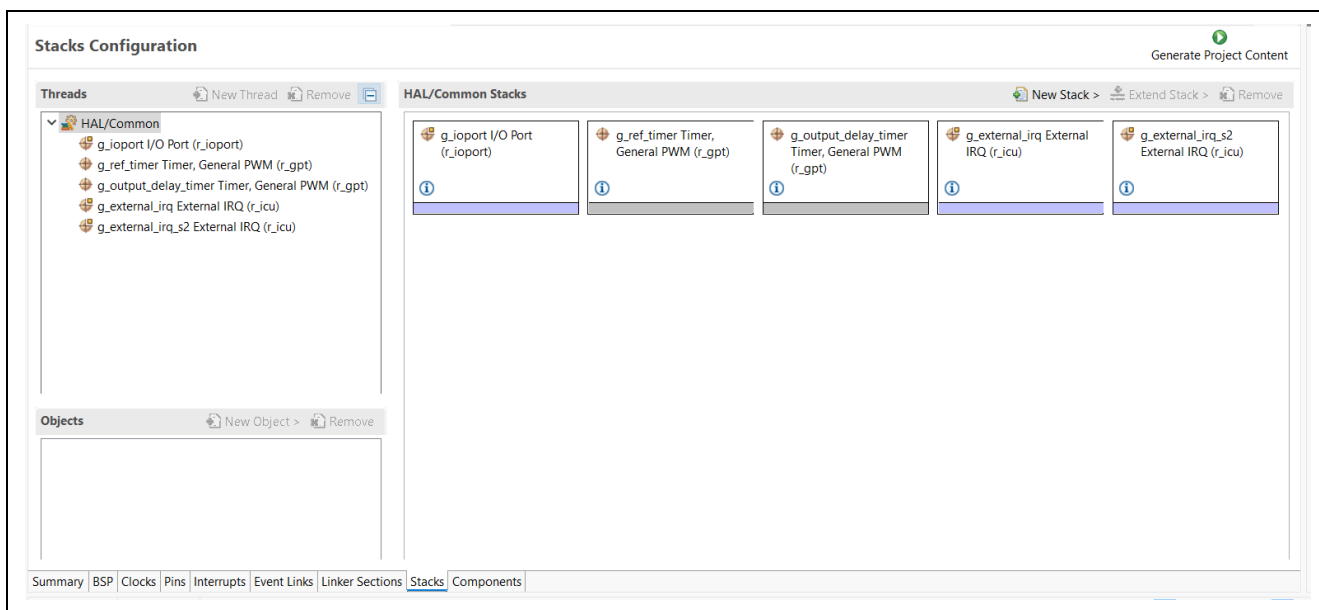 Stacks Configuration
Generate Project Content
Threads
New Thread
Remove
HAL/Common
g_ioport I/O Port (r_ioport)
g_ref_timer Timer, General PWM (r_gpt)
g_output_delay_timer Timer, General PWM (r_gpt)
g_external_irq External IRQ (r_icu)
g_external_irq_s2 External IRQ (r_icu)
Objects
New Object >
Remove
HAL/Common Stacks
New Stack >
Extend Stack >
Remove
g_ioport I/O Port
(r_ioport)
g_ref_timer Timer,
General PWM (r_gpt)
g_output_delay_timer
Timer, General PWM
(r_gpt)
g_external_irq External
IRQ (r_icu)
g_external_irq_s2
External IRQ (r_icu)
Summary BSP Clocks Pins Interrupts Event Links Linker Sections Stacks Components